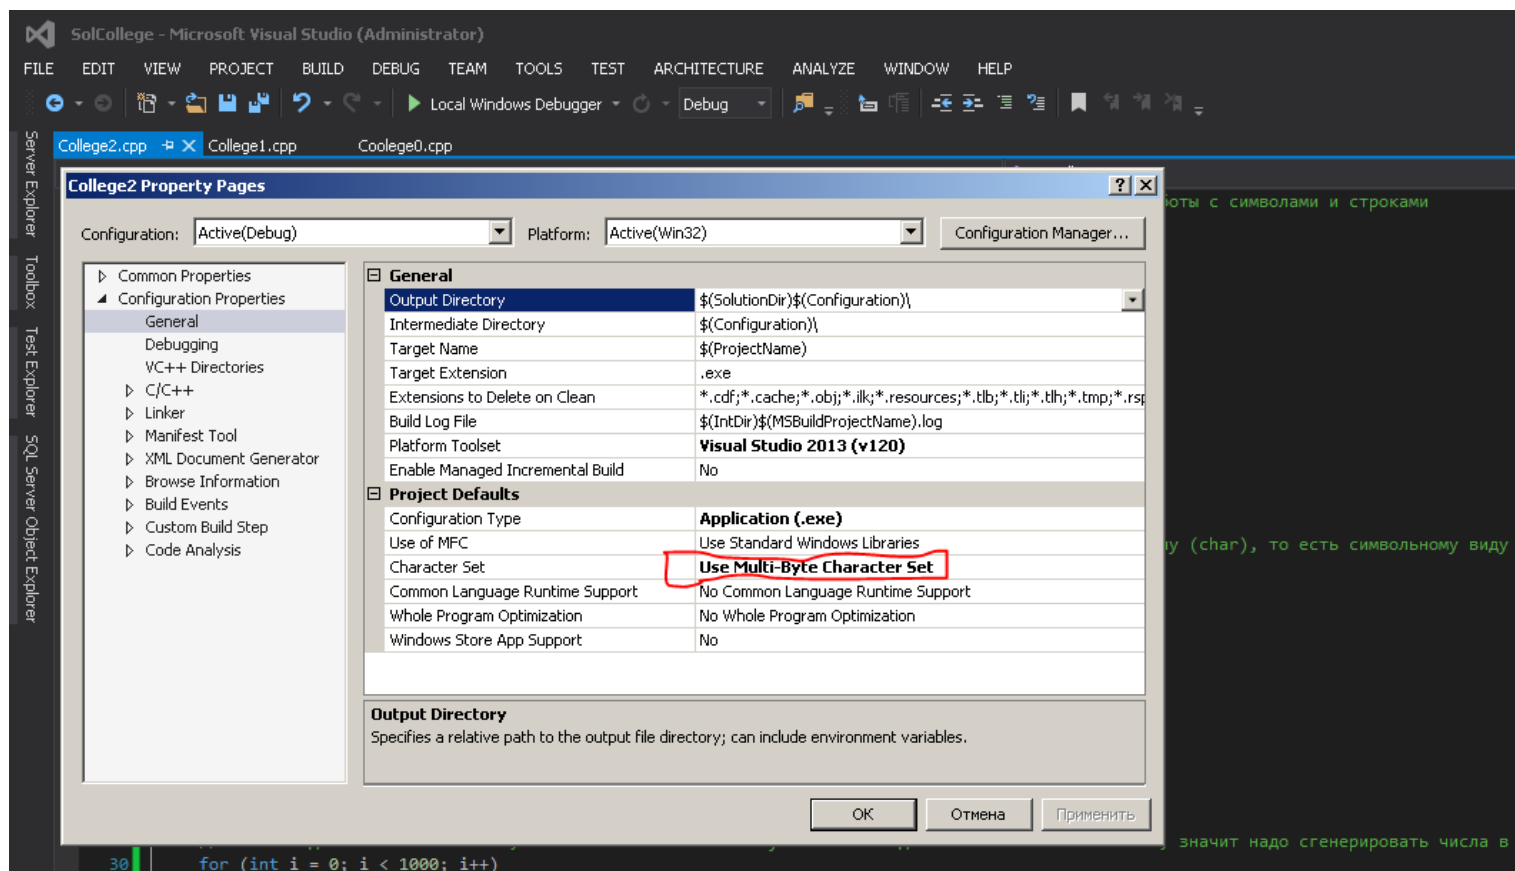 SolCollege - Microsoft Visual Studio (Administrator)
FILE EDIT VIEW PROJECT BUILD DEBUG TEAM TOOLS TEST ARCHITECTURE ANALYZE WINDOW HELP
Local Windows Debugger Debug
College2.cpp College1.cpp Coolege0.cpp
Server Explorer
Toolbox
Test Explorer
SQL Server Object Explorer
College2 Property Pages
Configuration: Active(Debug) Platform: Active(Win32) Configuration Manager...
Common Properties
Configuration Properties
General
Debugging
VC++ Directories
C/C++
Linker
Manifest Tool
XML Document Generator
Browse Information
Build Events
Custom Build Step
Code Analysis
General
Output Directory $(SolutionDir)$(Configuration)\
Intermediate Directory $(Configuration)\
Target Name $(ProjectName)
Target Extension .exe
Extensions to Delete on Clean *.cdf;*.cache;*.obj;*.ilk;*.resources;*.tlb;*.tli;*.tlh;*.tmp;*.rsp
Build Log File $(IntDir)$(MSBuildProjectName).log
Platform Toolset Visual Studio 2013 (v120)
Enable Managed Incremental Build No
Project Defaults
Configuration Type Application (.exe)
Use of MFC Use Standard Windows Libraries
Character Set Use Multi-Byte Character Set
Common Language Runtime Support No Common Language Runtime Support
Whole Program Optimization No Whole Program Optimization
Windows Store App Support No
Output Directory
Specifies a relative path to the output file directory; can include environment variables.
OK Отмена Применить
с символами и строками
(char), то есть символьному виду
значит надо сгенерировать числа в
30 for (int i = 0; i < 1000; i++)